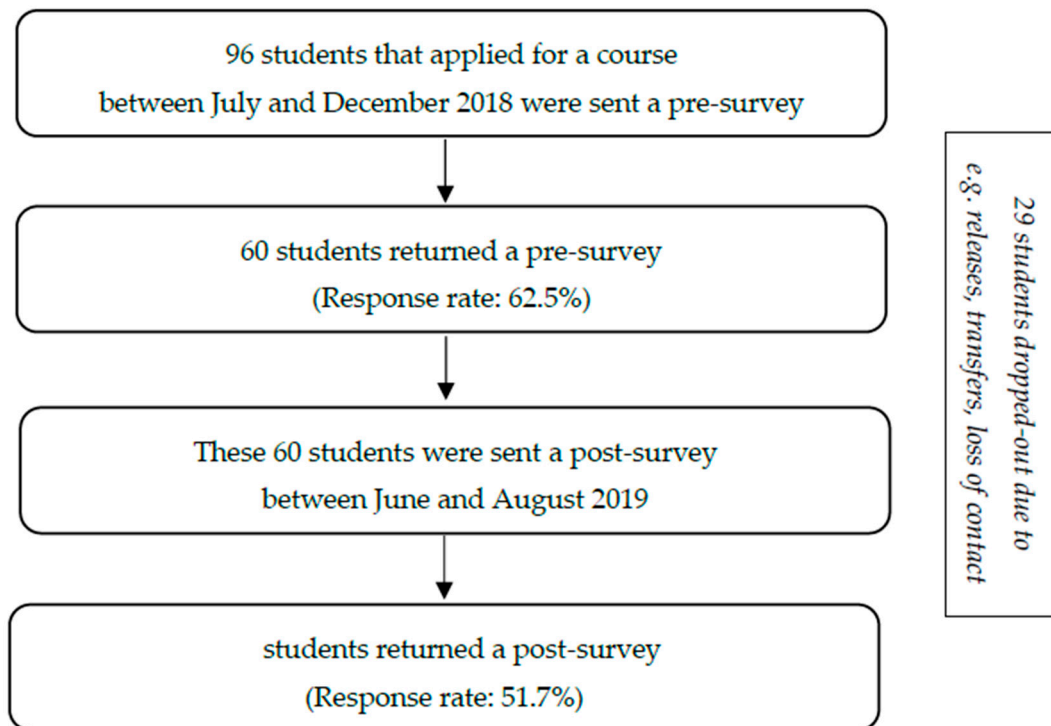 96 students that applied for a course
between July and December 2018 were sent a pre-survey
60 students returned a pre-survey
(Response rate: 62.5%)
These 60 students were sent a post-survey
between June and August 2019
students returned a post-survey
(Response rate: 51.7%)
29 students dropped-out due to
e.g. releases, transfers, loss of contact